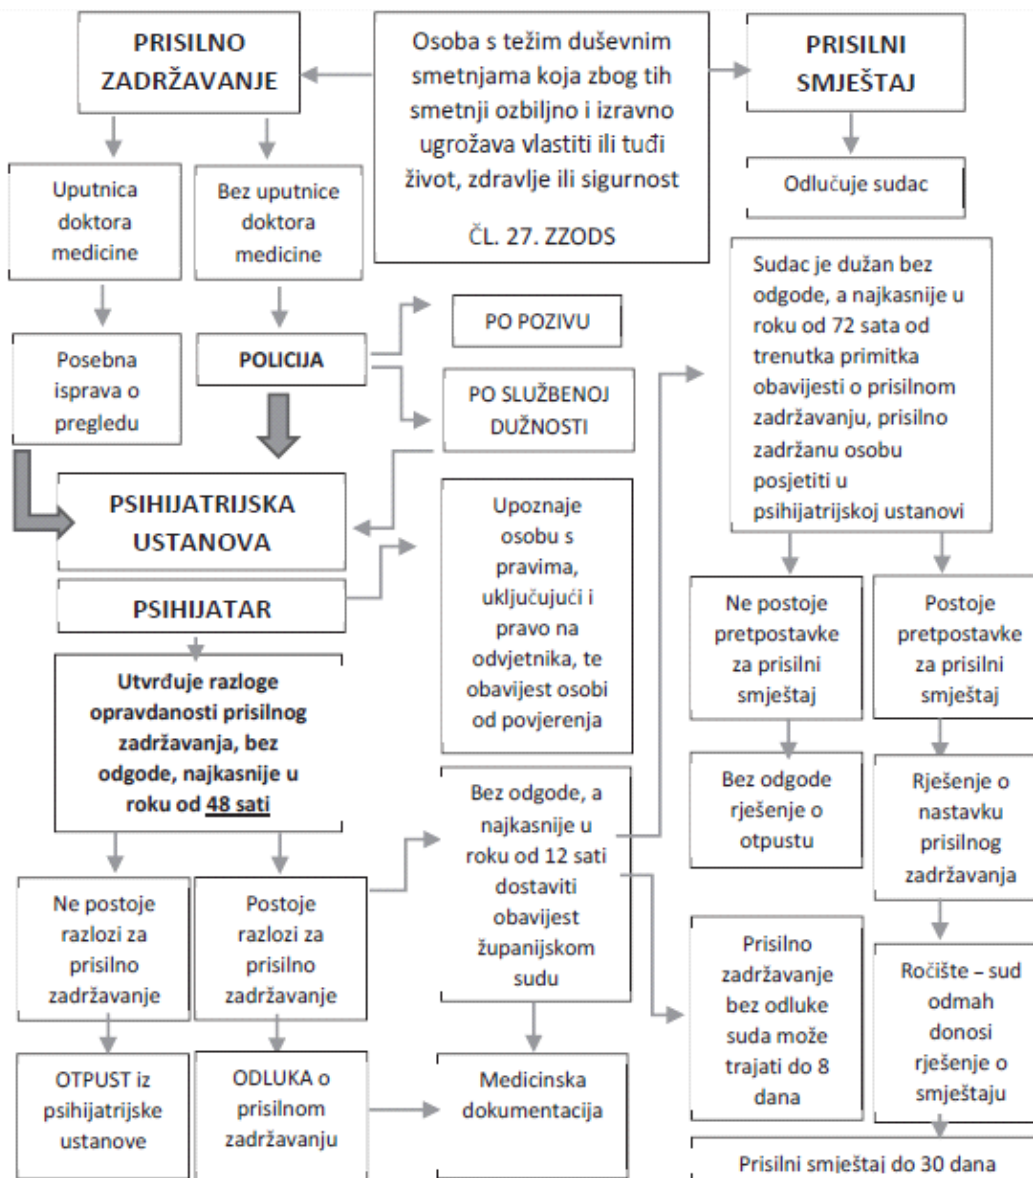 PRISILNO
ZADRŽAVANJE
Osoba s težim duševnim
smetnjama koja zbog tih
smetnji ozbiljno i izravno
ugrožava vlastiti ili tuđi
život, zdravlje ili sigurnost
ČL. 27. ZZODS
PRISILNI
SMJEŠTAJ
Uputnica
doktora
medicine
Bez uputnice
doktora
medicine
Odlučuje sudac
Posebna
isprava o
pregledu
POLICIJA
PO POZIVU
PO SLUŽBENOJ
DUŽNOSTI
Sudac je dužan bez
odgode, a najkasnije u
roku od 72 sata od
trenutka primitka
obavijesti o prisilnom
zadržavanju, prisilno
zadržanu osobu
posjetiti u
psihijatrijskoj ustanovi
PSIHIJATRIJSKA
USTANOVA
PSIHIJATAR
Upoznaje
osobu s
pravima,
uključujući i
pravo na
odvjetnika, te
obavijest osobi
od povjerenja
Ne postoje
pretpostavke
za prisilni
smještaj
Postoje
pretpostavke
za prisilni
smještaj
Utvrđuje razloge
opravdanosti prisilnog
zadržavanja, bez
odgode, najkasnije u
roku od 48 sati
Bez odgode, a
najkasnije u
roku od 12 sati
dostaviti
obavijest
županijskom
sudu
Bez odgode
rješenje o
otpustu
Rješenje o
nastavku
prisilnog
zadržavanja
Ne postoje
razlozi za
prisilno
zadržavanje
Postoje
razlozi za
prisilno
zadržavanje
Prisilno
zadržavanje
bez odluke
suda može
trajati do 8
dana
Ročište – sud
odmah
donosi
rješenje o
smještaju
OTPUST iz
psihijatrijske
ustanove
ODLUKA o
prisilnom
zadržavanju
Medicinska
dokumentacija
Prisilni smještaj do 30 dana